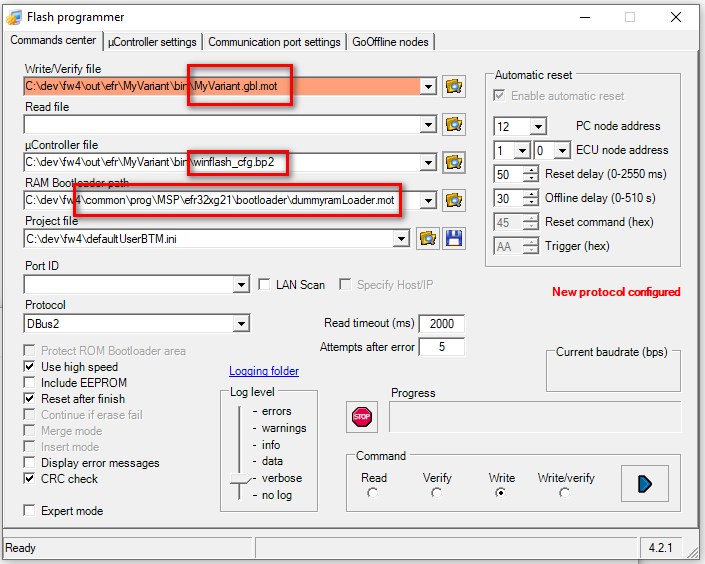 Flash programmer
Commands center
µController settings
Communication port settings
GoOffline nodes
Write/Verify file
C:\dev\fw4\out\efr\MyVariant\bin\MyVariant.gbl.mot
Read file
µController file
C:\dev\fw4\out\efr\MyVariant\bin\winflash_cfg.bp2
RAM Bootloader path
C:\dev\fw4\common\prog\MSP\efr32xg21\bootloader\dummyramLoader.mot
Project file
C:\dev\fw4\defaultUserBTM.ini
Port ID
LAN Scan
Specify Host/IP
Protocol
DBus2
Read timeout (ms) 2000
Attempts after error 5
Automatic reset
Enable automatic reset
12 PC node address
1 0 ECU node address
50 Reset delay (0-2550 ms)
30 Offline delay (0-510 s)
45 Reset command (hex)
AA Trigger (hex)
New protocol configured
Current baudrate (bps)
Protect ROM Bootloader area
Use high speed
Include EEPROM
Reset after finish
Continue if erase fail
Merge mode
Insert mode
Display error messages
CRC check
Expert mode
Logging folder
Log level
- errors
- warnings
- info
- data
- verbose
- no log
STOP
Progress
Command
Read Verify Write Write/verify
Ready
4.2.1